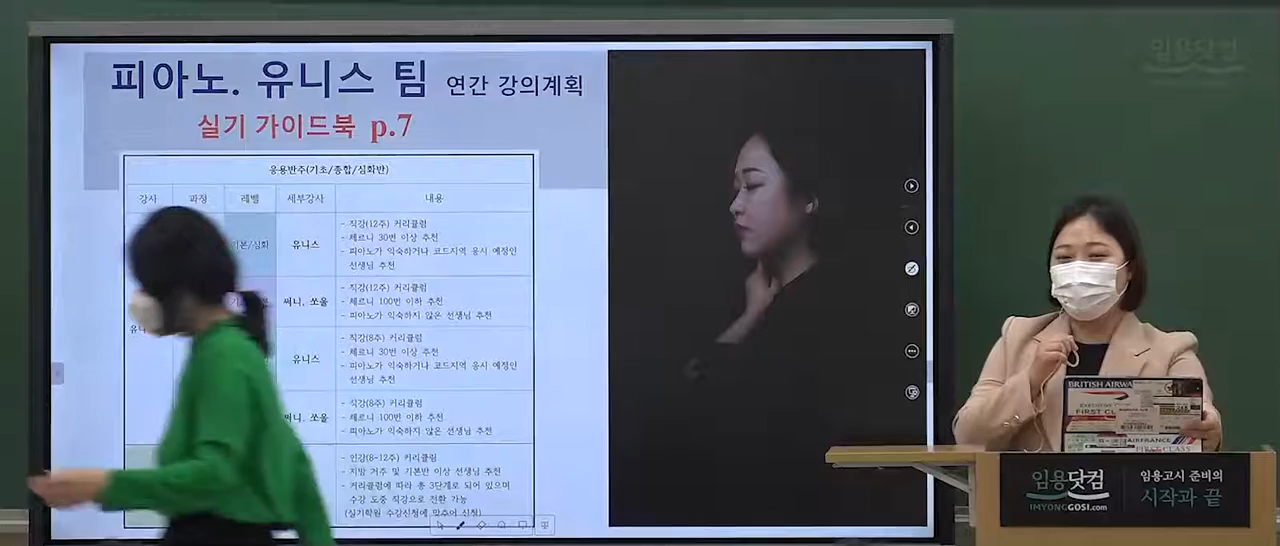 피아노. 유니스 팀 연간 강의계획
실기 가이드북 p.7
응용반주(기초/종합/심화반)
강사 과정 레벨 세부강사 내용
기본/심화 유니스
- 직강(12주) 커리큘럼
- 체르니 30번 이상 추천
- 피아노가 익숙하거나 코드지역 응시 예정인
선생님 추천
써니, 쏘울
- 직강(12주) 커리큘럼
- 체르니 100번 이하 추천
- 피아노가 익숙하지 않은 선생님 추천
유니스
- 직강(8주) 커리큘럼
- 체르니 30번 이상 추천
- 피아노가 익숙하거나 코드지역 응시 예정인
선생님 추천
써니, 쏘울
- 직강(8주) 커리큘럼
- 체르니 100번 이하 추천
- 피아노가 익숙하지 않은 선생님 추천
- 인강(8-12주) 커리큘럼
- 지방 거주 및 기본반 이상 선생님 추천
- 커리큘럼에 따라 총 3단계로 되어 있으며
수강 도중 직강으로 전환 가능
(실기학원 수강신청에 맞추어 신청)
임용닷컴
BRITISH AIRWA
FIRST CL
AIRFRANCE
FIRST CLASS
임용닷컴
IMYONGGOSI.com
임용고시 준비의
시작과 끝